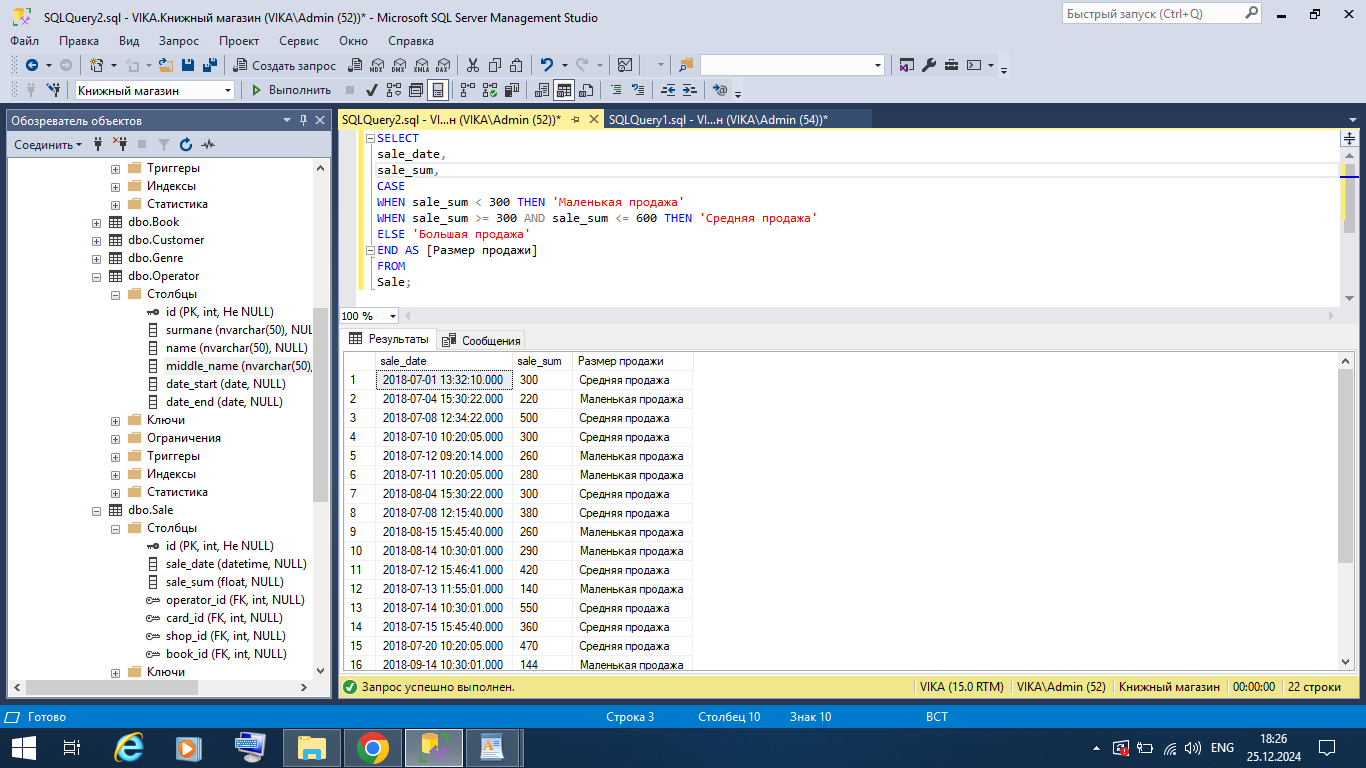 SQLQuery2.sql - VIKA.Книжный магазин (VIKA\Admin (52))* - Microsoft SQL Server Management Studio
Быстрый запуск (Ctrl+Q)
Файл Правка Вид Запрос Проект Сервис Окно Справка
Создать запрос MDX DMX XMLA DAX
Книжный магазин Выполнить
Обозреватель объектов
SQLQuery2.sql - VI...н (VIKA\Admin (52))* SQLQuery1.sql - VI...н (VIKA\Admin (54))*
Соединить
Триггеры
Индексы
Статистика
dbo.Book
dbo.Customer
dbo.Genre
dbo.Operator
Столбцы
id (PK, int, Не NULL)
surmane (nvarchar(50), NUL
name (nvarchar(50), NULL)
middle_name (nvarchar(50),
date_start (date, NULL)
date_end (date, NULL)
Ключи
Ограничения
Триггеры
Индексы
Статистика
dbo.Sale
Столбцы
id (PK, int, Не NULL)
sale_date (datetime, NULL)
sale_sum (float, NULL)
operator_id (FK, int, NULL)
card_id (FK, int, NULL)
shop_id (FK, int, NULL)
book_id (FK, int, NULL)
Ключи
SELECT
sale_date,
sale_sum,
CASE
WHEN sale_sum < 300 THEN 'Маленькая продажа'
WHEN sale_sum >= 300 AND sale_sum <= 600 THEN 'Средняя продажа'
ELSE 'Большая продажа'
END AS [Размер продажи]
FROM
Sale;
100 %
Результаты Сообщения
sale_date sale_sum Размер продажи
1 2018-07-01 13:32:10.000 300 Средняя продажа
2 2018-07-04 15:30:22.000 220 Маленькая продажа
3 2018-07-08 12:34:22.000 500 Средняя продажа
4 2018-07-10 10:20:05.000 300 Средняя продажа
5 2018-07-12 09:20:14.000 260 Маленькая продажа
6 2018-07-11 10:20:05.000 280 Маленькая продажа
7 2018-08-04 15:30:22.000 300 Средняя продажа
8 2018-07-08 12:15:40.000 380 Средняя продажа
9 2018-08-15 15:45:40.000 260 Маленькая продажа
10 2018-08-14 10:30:01.000 290 Маленькая продажа
11 2018-07-12 15:46:41.000 420 Средняя продажа
12 2018-07-13 11:55:01.000 140 Маленькая продажа
13 2018-07-14 10:30:01.000 550 Средняя продажа
14 2018-07-15 15:45:40.000 360 Средняя продажа
15 2018-07-20 10:20:05.000 470 Средняя продажа
16 2018-09-14 10:30:01.000 144 Маленькая продажа
Запрос успешно выполнен. VIKA (15.0 RTM) VIKA\Admin (52) Книжный магазин 00:00:00 22 строки
Готово Строка 3 Столбец 10 Знак 10 ВСТ
ENG 18:26
25.12.2024